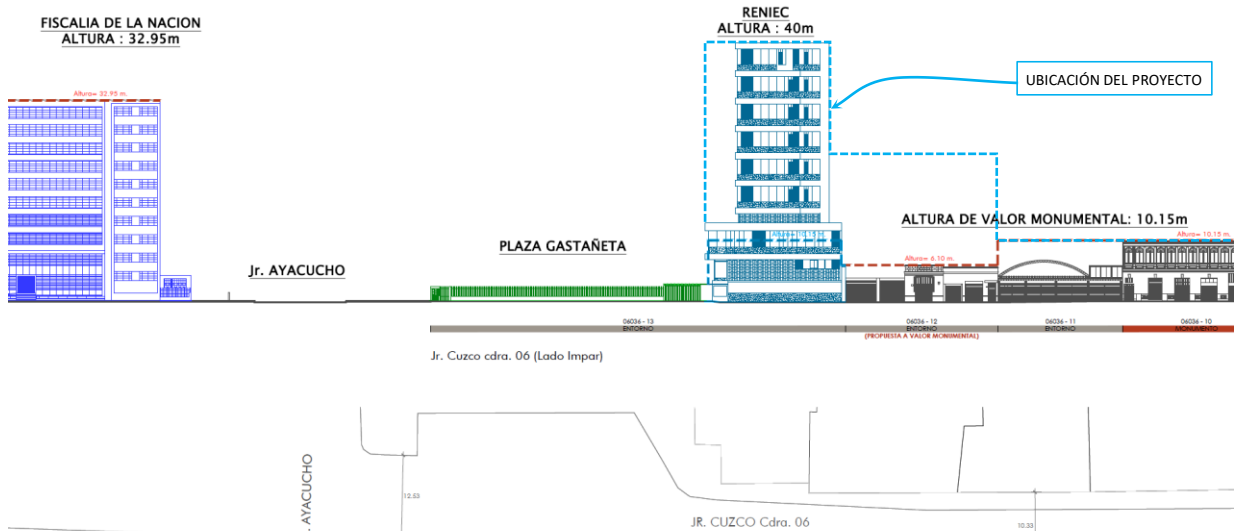 FISCALIA DE LA NACION
ALTURA : 32.95m
RENIEC
ALTURA : 40m
UBICACIÓN DEL PROYECTO
Altura= 32.95 m.
ALTURA DE VALOR MONUMENTAL: 10.15m
Altura= 10.15 m.
Altura= 10.15 m.
PLAZA GASTAÑETA
Altura= 6.10 m.
Jr. AYACUCHO
06036 - 13
ENTORNO
06036 - 12
ENTORNO
(PROPUESTA A VALOR MONUMENTAL)
06036 - 11
ENTORNO
06036 - 10
MONUMENTO
Jr. Cuzco cdra. 06 (Lado Impar)
. AYACUCHO
12.53
JR. CUZCO Cdra. 06
10.33